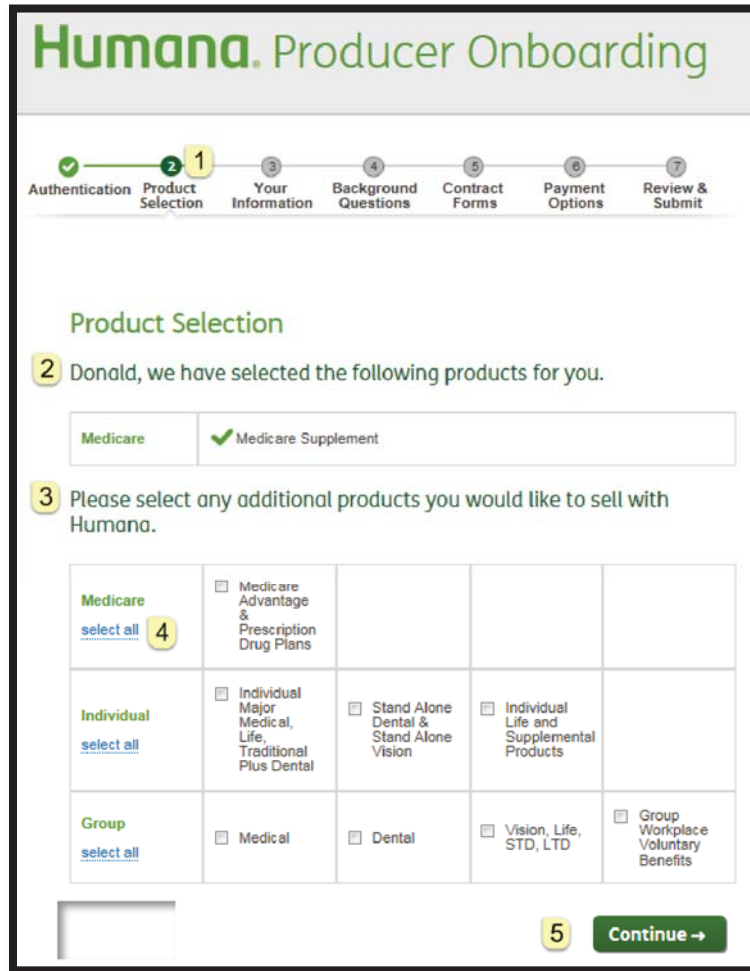 Humana. Producer Onboarding
2 1 3 4 5 6 7
Authentication Product Your Background Contract Payment Review &
Selection Information Questions Forms Options Submit
Product Selection
2 Donald, we have selected the following products for you.
Medicare Medicare Supplement
3 Please select any additional products you would like to sell with
Humana.
Medicare
select all 4
Medicare
Advantage
&
Prescription
Drug Plans
Individual
select all
Individual
Major
Medical,
Life,
Traditional
Plus Dental
Stand Alone
Dental &
Stand Alone
Vision
Individual
Life and
Supplemental
Products
Group
select all
Medical
Dental
Vision, Life,
STD, LTD
Group
Workplace
Voluntary
Benefits
5 Continue →